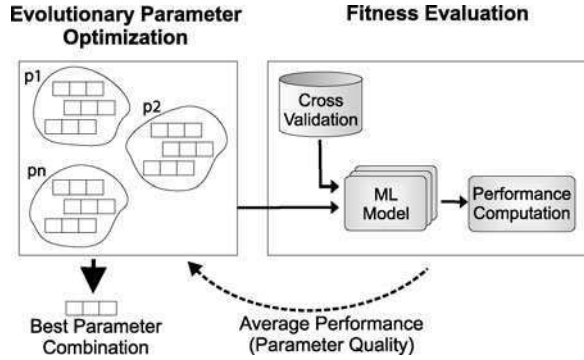 Evolutionary Parameter
Optimization
Fitness Evaluation
p1
p2
pn
Cross
Validation
ML
Model
Performance
Computation
Best Parameter
Combination
Average Performance
(Parameter Quality)